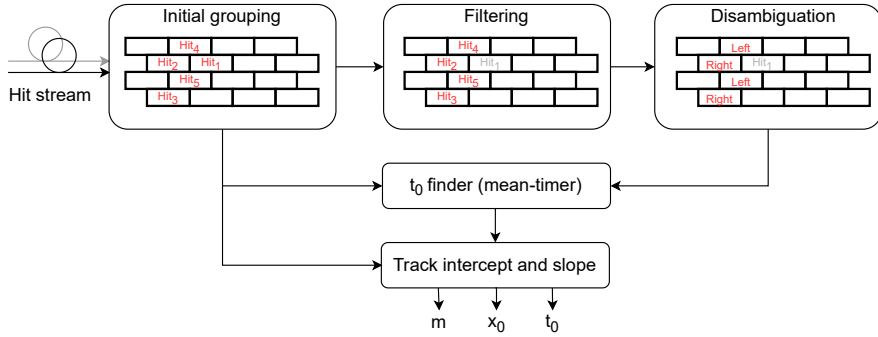 Initial grouping
Hit4
Hit2 Hit1
Hit5
Hit3
Hit stream
Filtering
Hit4
Hit2 Hit1
Hit5
Hit3
Disambiguation
Left
Right Hit1
Left
Right
t0 finder (mean-timer)
Track intercept and slope
m x0 t0